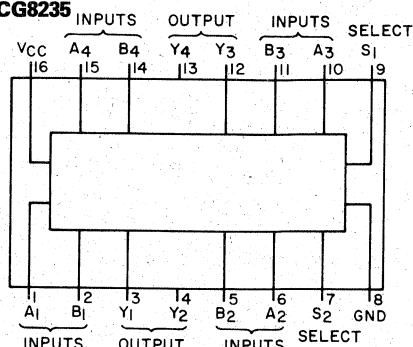 CG8235
INPUTS OUTPUT INPUTS SELECT
VCC A4 B4 Y4 Y3 B3 A3 S1
16 15 14 13 12 11 10 9
1 2 3 4 5 6 7 8
A1 B1 Y1 Y2 B2 A2 S2 GND
INPUTS OUTPUT INPUTS SELECT